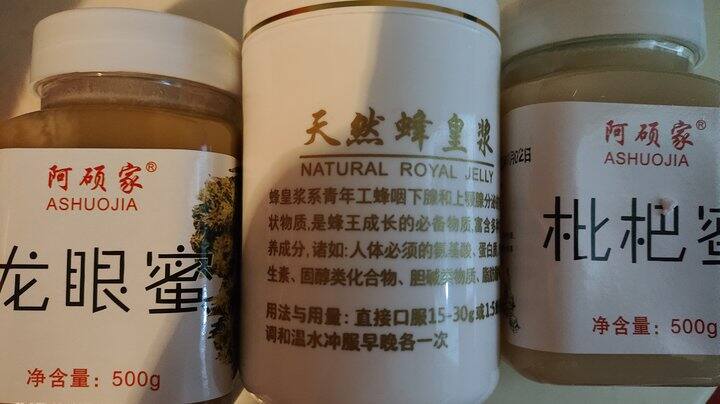 阿硕家®
ASHUOJIA
龙眼蜜
净含量：500g
天然蜂皇浆
NATURAL ROYAL JELLY
蜂皇浆系青年工蜂咽下腺和上颚腺分泌
状物质，是蜂王成长的必备物质，富含多
养成分，诸如：人体必须的氨基酸、蛋白质
生素、固醇类化合物、胆碱类物质、脂肪
用法与用量：直接口服15-30g或15
调和温水冲服早晚各一次
02日
阿硕家®
ASHUOJIA
枇杷蜜
净含量：500g